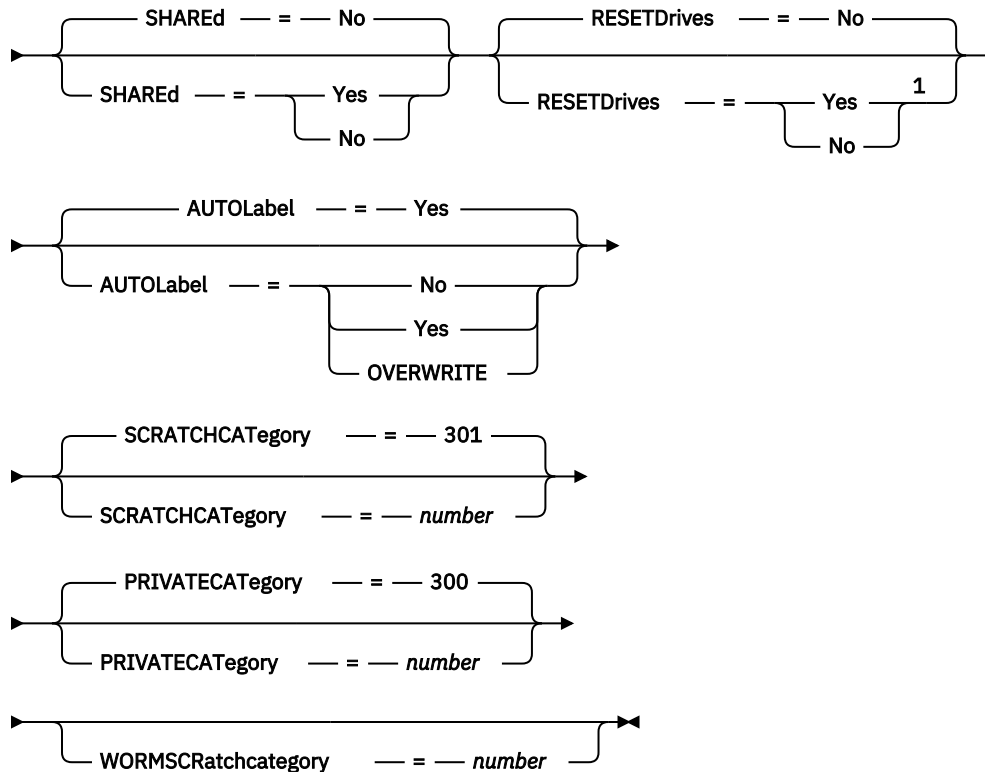 SHAREd = No RESETDrives = No
SHAREd = Yes RESETDrives = Yes 1
No No
AUTOLabel = Yes
AUTOLabel = No
Yes
OVERWRITE
SCRATCHCATegory = 301
SCRATCHCATegory = number
PRIVATECATegory = 300
PRIVATECATegory = number
WORMSCRatchcategory = number